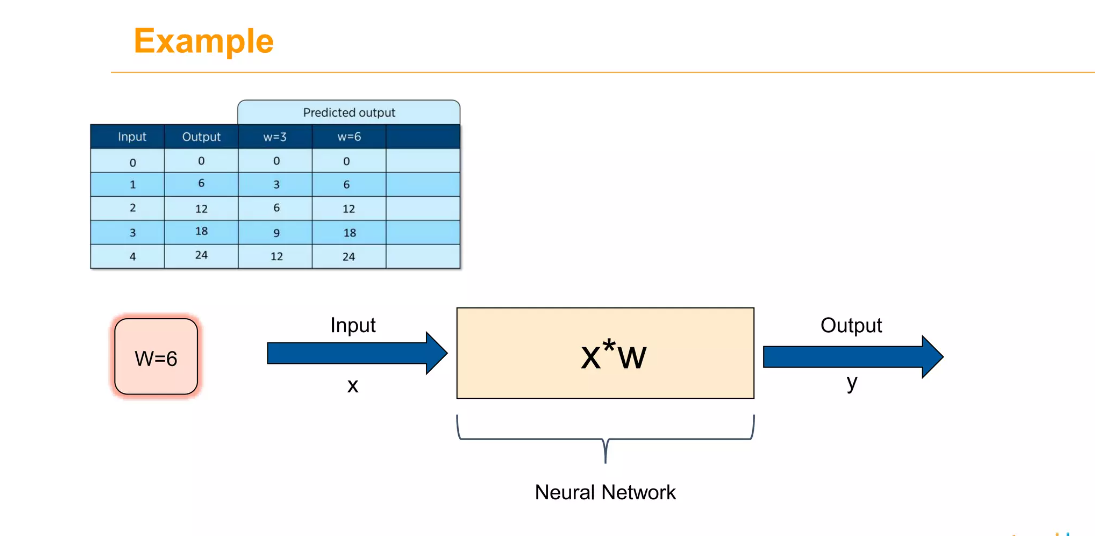 Example
Predicted output
Input Output w=3 w=6
0 0 0 0
1 6 3 6
2 12 6 12
3 18 9 18
4 24 12 24
W=6
Input
x
x*w
Output
y
Neural Network